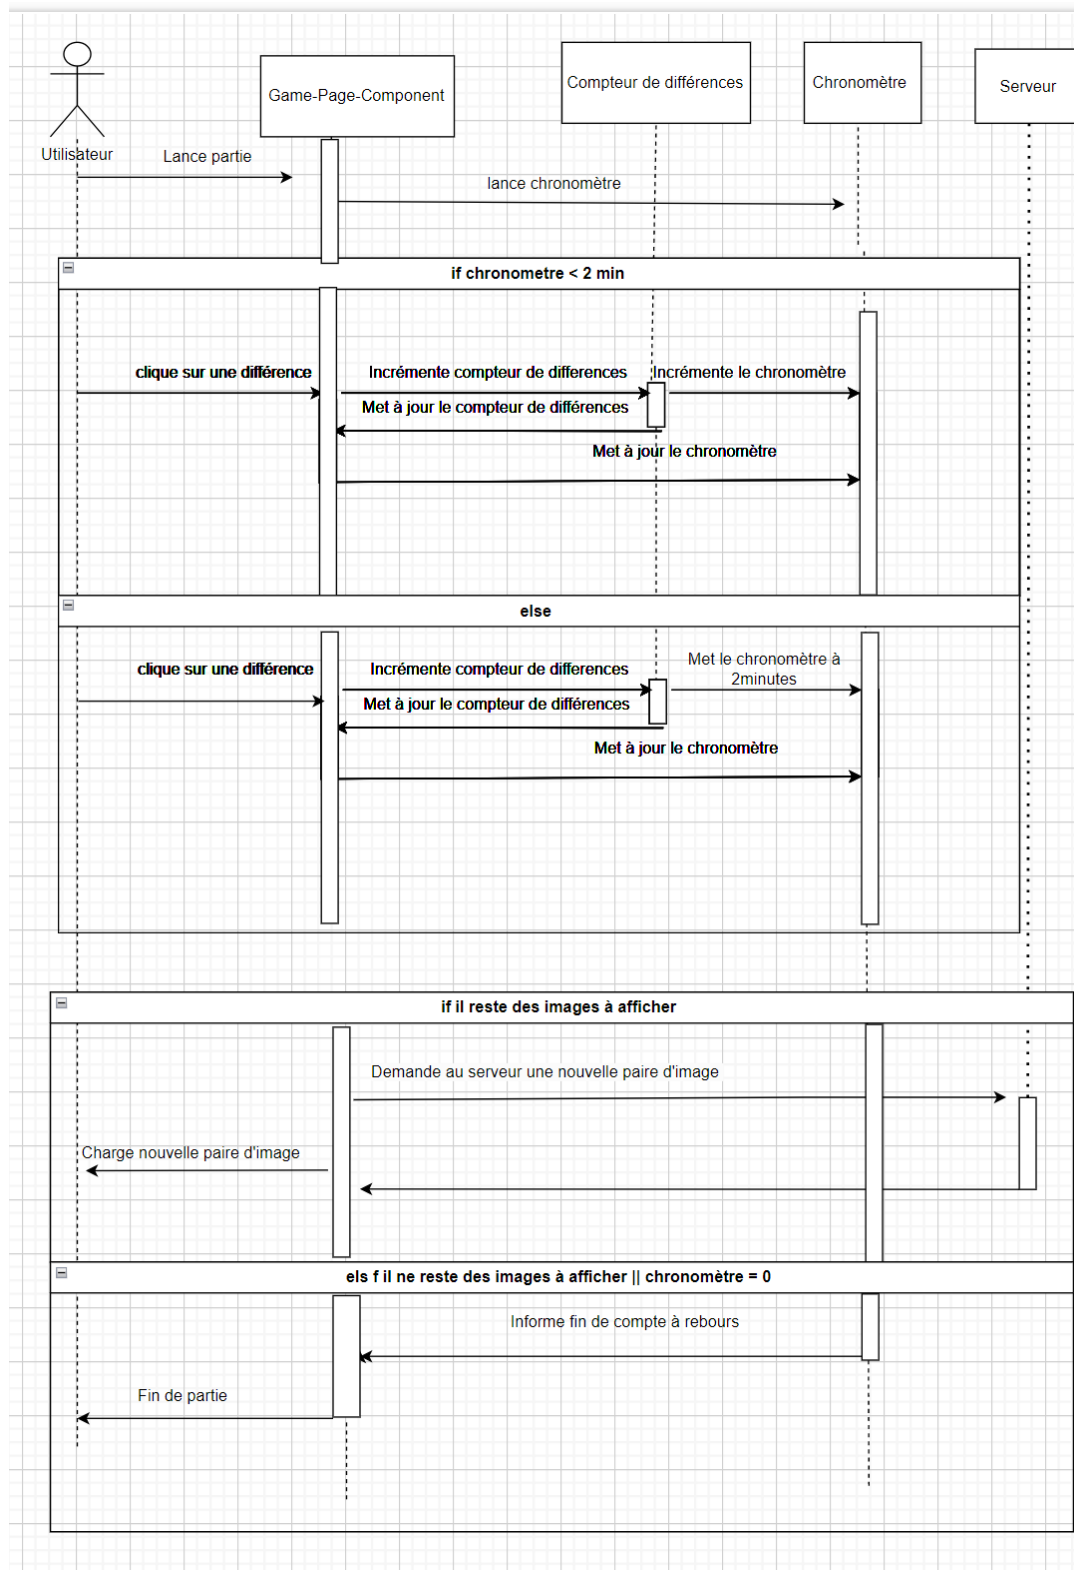 Game-Page-Component
Compteur de différences
Chronomètre
Serveur
Utilisateur
Lance partie
lance chronomètre
if chronometre < 2 min
clique sur une différence
Incrémente compteur de differences
Incrémente le chronomètre
Met à jour le compteur de différences
Met à jour le chronomètre
else
clique sur une différence
Incrémente compteur de differences
Met le chronomètre à
2minutes
Met à jour le compteur de différences
Met à jour le chronomètre
if il reste des images à afficher
Demande au serveur une nouvelle paire d'image
Charge nouvelle paire d'image
els f il ne reste des images à afficher || chronomètre = 0
Informe fin de compte à rebours
Fin de partie